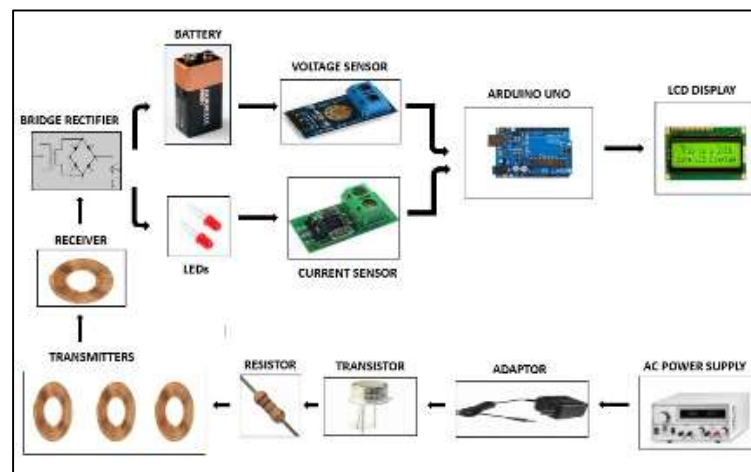 BATTERY
VOLTAGE SENSOR
ARDUINO UNO
LCD DISPLAY
BRIDGE RECTIFIER
RECEIVER
LEDs
CURRENT SENSOR
TRANSMITTERS
RESISTOR
TRANSISTOR
ADAPTOR
AC POWER SUPPLY